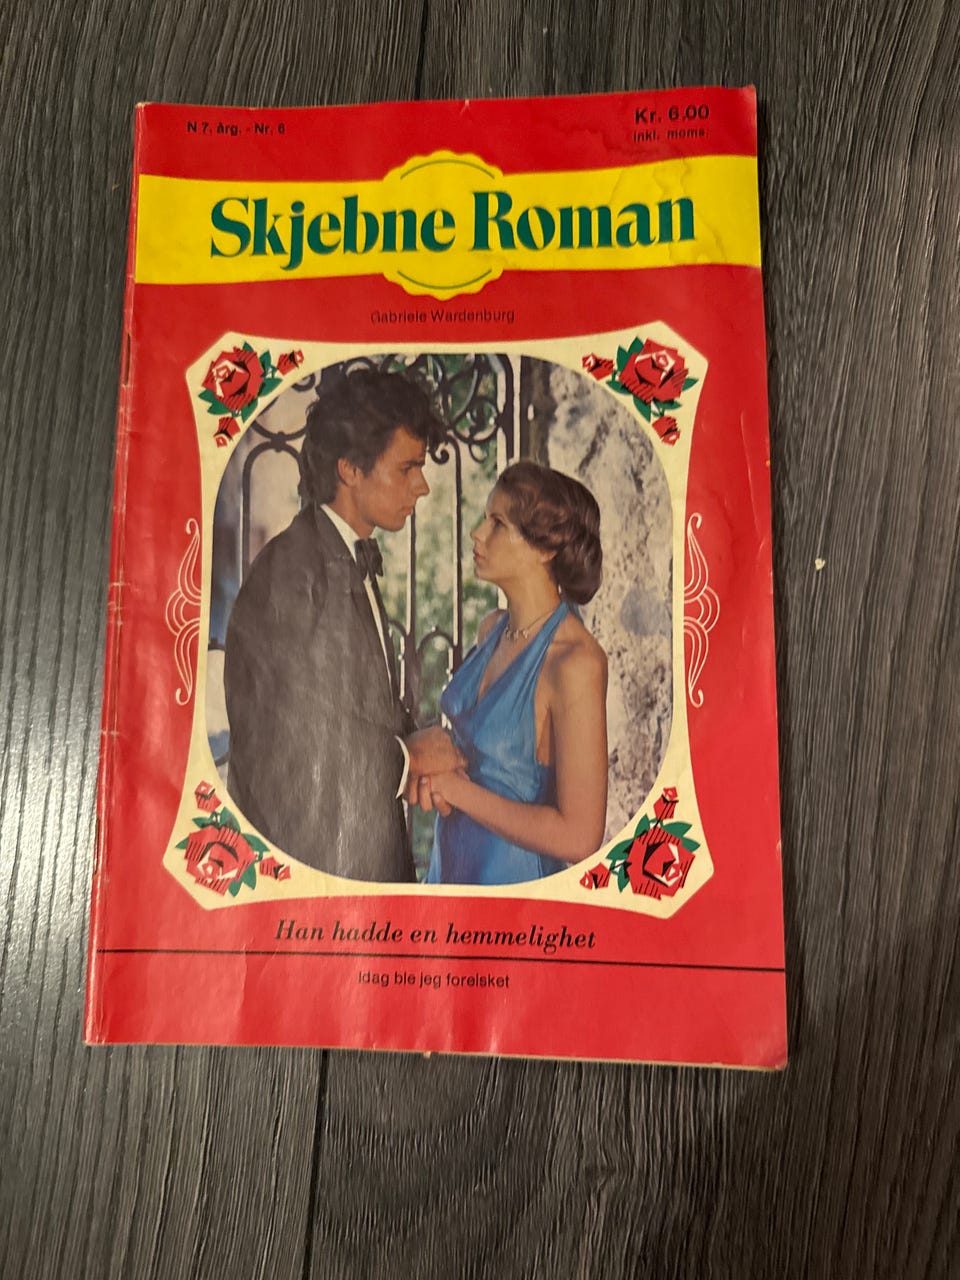 N 7. årg. - Nr. 6
Kr. 6.00
inkl. moms.
Skjebne Roman
Gabriele Wardenburg
Han hadde en hemmelighet
Idag ble jeg forelsket